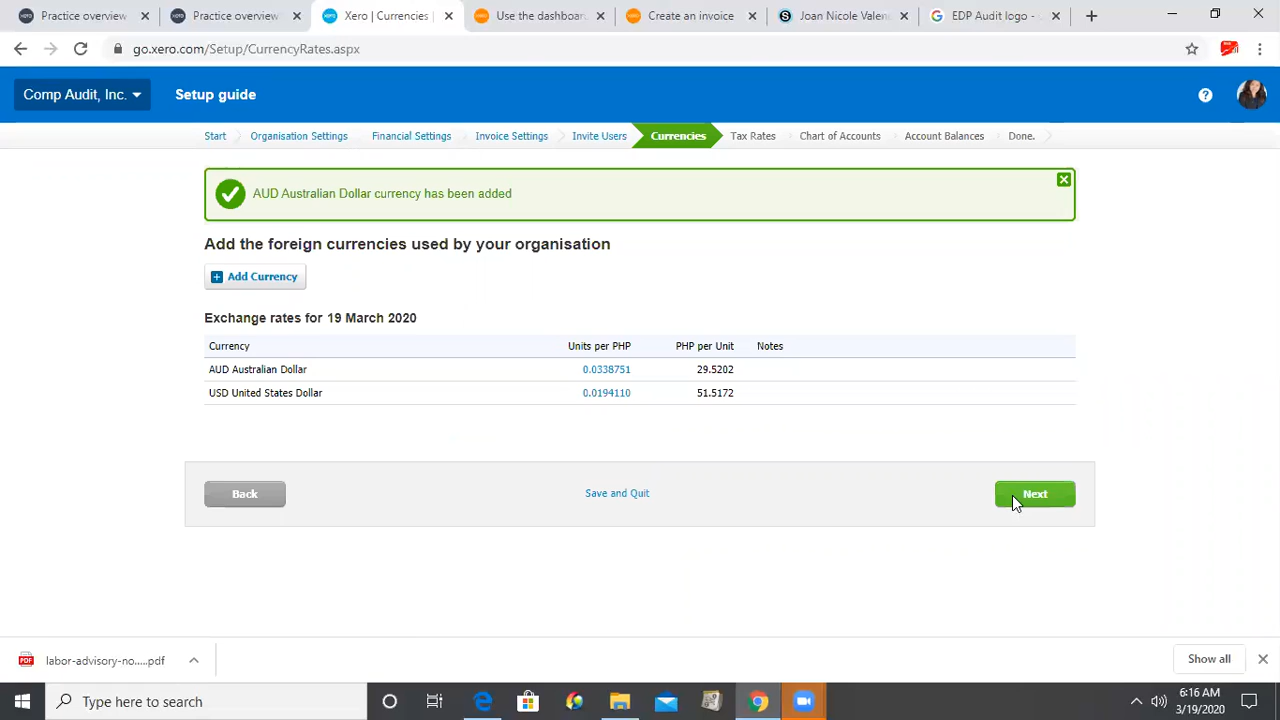 Practice overview
Practice overview
Xero | Currencies |
Use the dashboar
Create an invoice
Joan Nicole Valen
EDP Audit logo - G
go.xero.com/Setup/CurrencyRates.aspx
Comp Audit, Inc.
Setup guide
Start
Organisation Settings
Financial Settings
Invoice Settings
Invite Users
Currencies
Tax Rates
Chart of Accounts
Account Balances
Done.
AUD Australian Dollar currency has been added
Add the foreign currencies used by your organisation
Add Currency
Exchange rates for 19 March 2020
Currency Units per PHP PHP per Unit Notes
AUD Australian Dollar 0.0338751 29.5202
USD United States Dollar 0.0194110 51.5172
Back
Save and Quit
Next
labor-advisory-no.....pdf
Show all
Type here to search
6:16 AM
3/19/2020